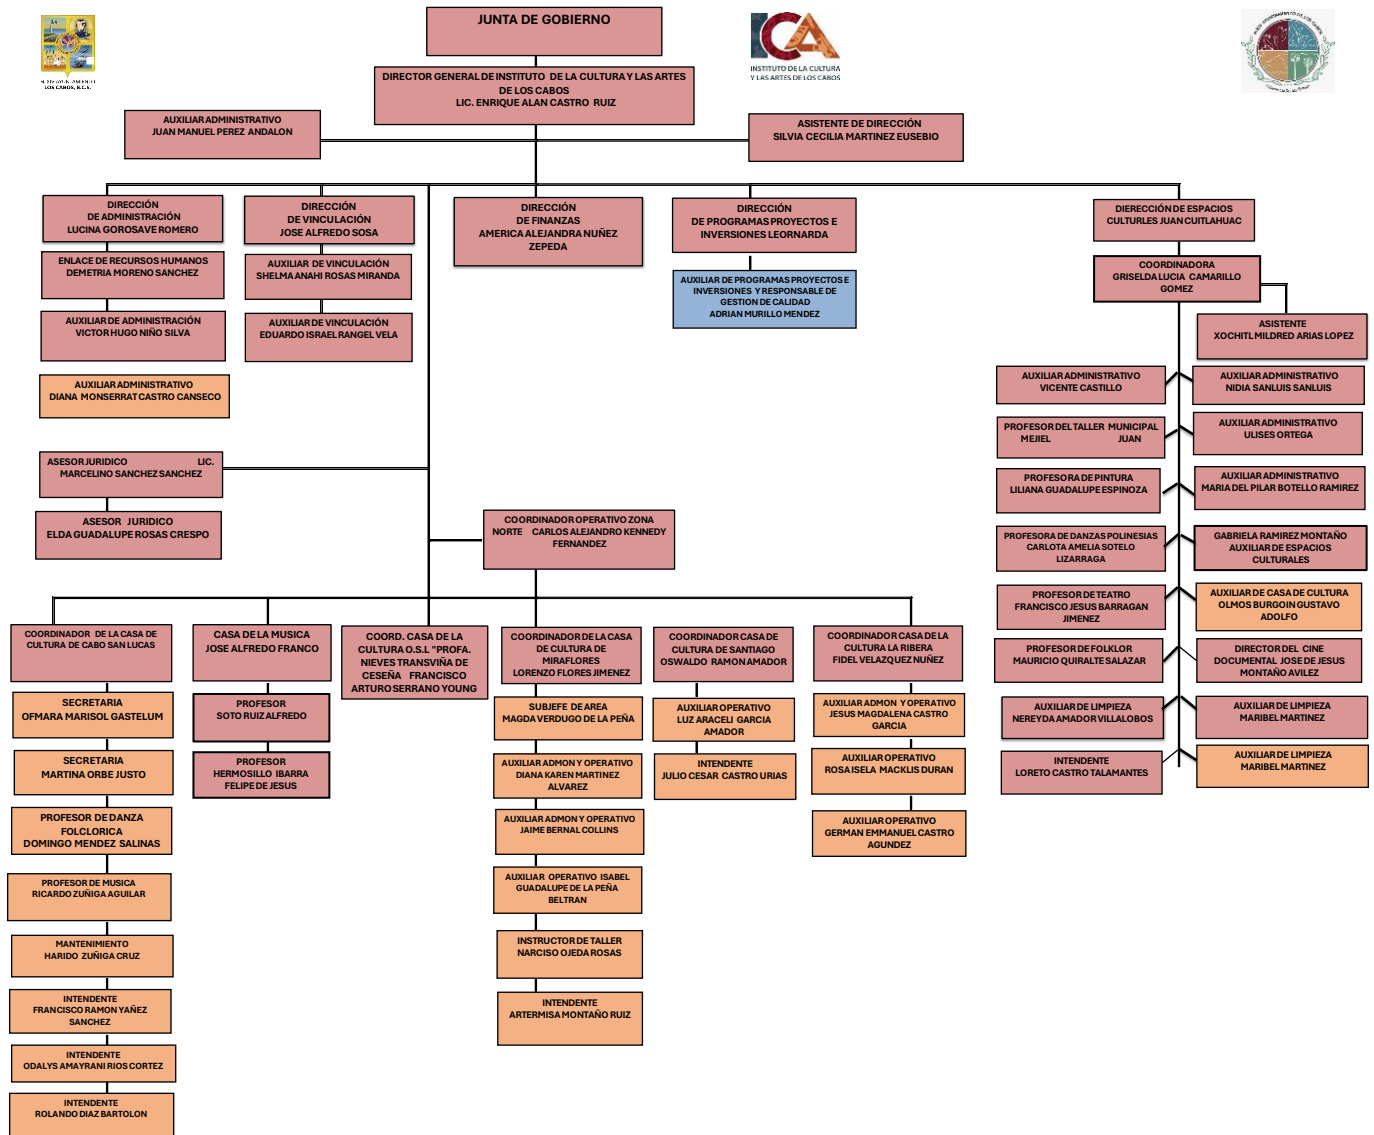 JUNTA DE GOBIERNO
LOS CABOS, B.C.S.
INSTITUTO DE LA CULTURA
Y LAS ARTES DE LOS CABOS
DIRECTOR GENERAL DE INSTITUTO DE LA CULTURA Y LAS ARTES
DE LOS CABOS
LIC. ENRIQUE ALAN CASTRO RUIZ
AUXILIAR ADMINISTRATIVO
JUAN MANUEL PEREZ ANDALON
ASISTENTE DE DIRECCIÓN
SILVIA CECILIA MARTINEZ EUSEBIO
DIRECCIÓN
DE ADMINISTRACIÓN
LUCINA GOROSAVE ROMERO
ENLACE DE RECURSOS HUMANOS
DEMETRIA MORENO SANCHEZ
AUXILIAR DE ADMINISTRACIÓN
VICTOR HUGO NIÑO SILVA
AUXILIAR ADMINISTRATIVO
DIANA MONSERRAT CASTRO CANSECO
DIRECCIÓN
DE VINCULACIÓN
JOSE ALFREDO SOSA
AUXILIAR DE VINCULACIÓN
SHELMA ANAHI ROSAS MIRANDA
AUXILIAR DE VINCULACIÓN
EDUARDO ISRAEL RANGEL VELA
DIRECCIÓN
DE FINANZAS
AMERICA ALEJANDRA NUÑEZ
ZEPEDA
DIRECCIÓN
DE PROGRAMAS PROYECTOS E
INVERSIONES LEORNARDA
AUXILIAR DE PROGRAMAS PROYECTOS E
INVERSIONES Y RESPONSABLE DE
GESTION DE CALIDAD
ADRIAN MURILLO MENDEZ
DIERECCIÓN DE ESPACIOS
CULTURLES JUAN CUITLAHUAC
COORDINADORA
GRISELDA LUCIA CAMARILLO
GOMEZ
ASISTENTE
XOCHITL MILDRED ARIAS LOPEZ
AUXILIAR ADMINISTRATIVO
VICENTE CASTILLO
AUXILIAR ADMINISTRATIVO
NIDIA SANLUIS SANLUIS
PROFESOR DEL TALLER MUNICIPAL
MEJIEL JUAN
AUXILIAR ADMINISTRATIVO
ULISES ORTEGA
PROFESORA DE PINTURA
LILIANA GUADALUPE ESPINOZA
AUXILIAR ADMINISTRATIVO
MARIA DEL PILAR BOTELLO RAMIREZ
PROFESORA DE DANZAS POLINESIAS
CARLOTA AMELIA SOTELO
LIZARRAGA
GABRIELA RAMIREZ MONTAÑO
AUXILIAR DE ESPACIOS
CULTURALES
PROFESOR DE TEATRO
FRANCISCO JESUS BARRAGAN
JIMENEZ
AUXILIAR DE CASA DE CULTURA
OLMOS BURGOIN GUSTAVO
ADOLFO
PROFESOR DE FOLKLOR
MAURICIO QUIRALTE SALAZAR
DIRECTOR DEL CINE
DOCUMENTAL JOSE DE JESUS
MONTAÑO AVILEZ
AUXILIAR DE LIMPIEZA
NEREYDA AMADOR VILLALOBOS
AUXILIAR DE LIMPIEZA
MARIBEL MARTINEZ
INTENDENTE
LORETO CASTRO TALAMANTES
AUXILIAR DE LIMPIEZA
MARIBEL MARTINEZ
ASESOR JURIDICO LIC.
MARCELINO SANCHEZ SANCHEZ
ASESOR JURIDICO
ELDA GUADALUPE ROSAS CRESPO
COORDINADOR OPERATIVO ZONA
NORTE CARLOS ALEJANDRO KENNEDY
FERNANDEZ
COORDINADOR DE LA CASA DE
CULTURA DE CABO SAN LUCAS
SECRETARIA
OFMARA MARISOL GASTELUM
SECRETARIA
MARTINA ORBE JUSTO
PROFESOR DE DANZA
FOLCLORICA
DOMINGO MENDEZ SALINAS
PROFESOR DE MUSICA
RICARDO ZUÑIGA AGUILAR
MANTENIMIENTO
HARIDO ZUÑIGA CRUZ
INTENDENTE
FRANCISCO RAMON YAÑEZ
SANCHEZ
INTENDENTE
ODALYS AMAYRANI RIOS CORTEZ
INTENDENTE
ROLANDO DIAZ BARTOLON
CASA DE LA MUSICA
JOSE ALFREDO FRANCO
PROFESOR
SOTO RUIZ ALFREDO
PROFESOR
HERMOSILLO IBARRA
FELIPE DE JESUS
COORD. CASA DE LA
CULTURA O.S.L "PROFA.
NIEVES TRANSVIÑA DE
CESEÑA FRANCISCO
ARTURO SERRANO YOUNG
COORDINADOR DE LA CASA
DE CULTURA DE
MIRAFLORES
LORENZO FLORES JIMENEZ
SUBJEFE DE AREA
MAGDA VERDUGO DE LA PEÑA
AUXILIAR ADMON Y OPERATIVO
DIANA KAREN MARTINEZ
ALVAREZ
AUXILIAR ADMON Y OPERATIVO
JAIME BERNAL COLLINS
AUXILIAR OPERATIVO ISABEL
GUADALUPE DE LA PEÑA
BELTRAN
INSTRUCTOR DE TALLER
NARCISO OJEDA ROSAS
INTENDENTE
ARTERMISA MONTAÑO RUIZ
COORDINADOR CASA DE
CULTURA DE SANTIAGO
OSWALDO RAMON AMADOR
AUXILIAR OPERATIVO
LUZ ARACELI GARCIA
AMADOR
INTENDENTE
JULIO CESAR CASTRO URIAS
COORDINADOR CASA DE LA
CULTURA LA RIBERA
FIDEL VELAZQUEZ NUÑEZ
AUXILIAR ADMON Y OPERATIVO
JESUS MAGDALENA CASTRO
GARCIA
AUXILIAR OPERATIVO
ROSA ISELA MACKLIS DURAN
AUXILIAR OPERATIVO
GERMAN EMMANUEL CASTRO
AGUNDEZ